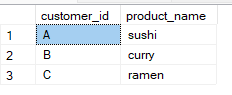 customer_id product_name
1 A sushi
2 B curry
3 C ramen